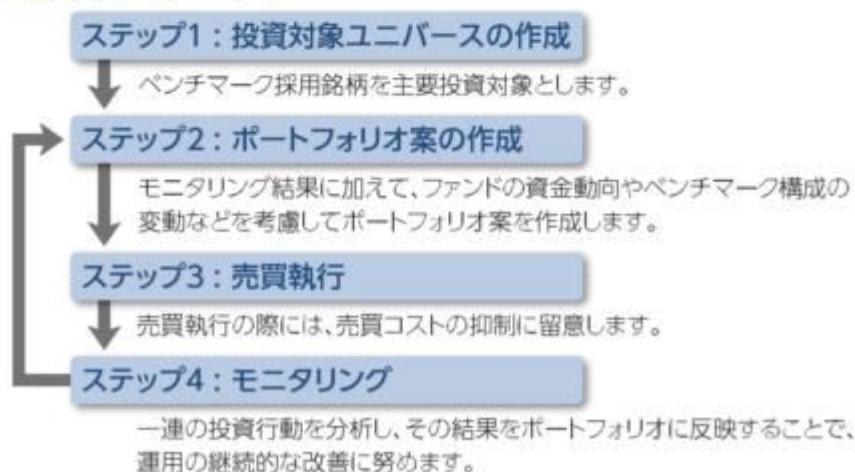 ステップ1：投資対象ユニバースの作成
ベンチマーク採用銘柄を主要投資対象とします。
ステップ2：ポートフォリオ案の作成
モニタリング結果に加えて、ファンドの資金動向やベンチマーク構成の
変動などを考慮してポートフォリオ案を作成します。
ステップ3：売買執行
売買執行の際には、売買コストの抑制に留意します。
ステップ4：モニタリング
一連の投資行動を分析し、その結果をポートフォリオに反映することで、
運用の継続的な改善に努めます。